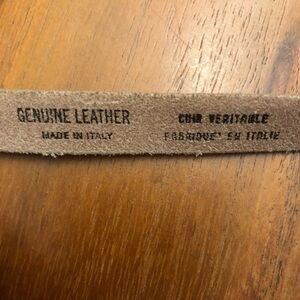 GENUINE LEATHER
MADE IN ITALY
CUIR VERITABLE
FABRIQUE' EN ITALIE